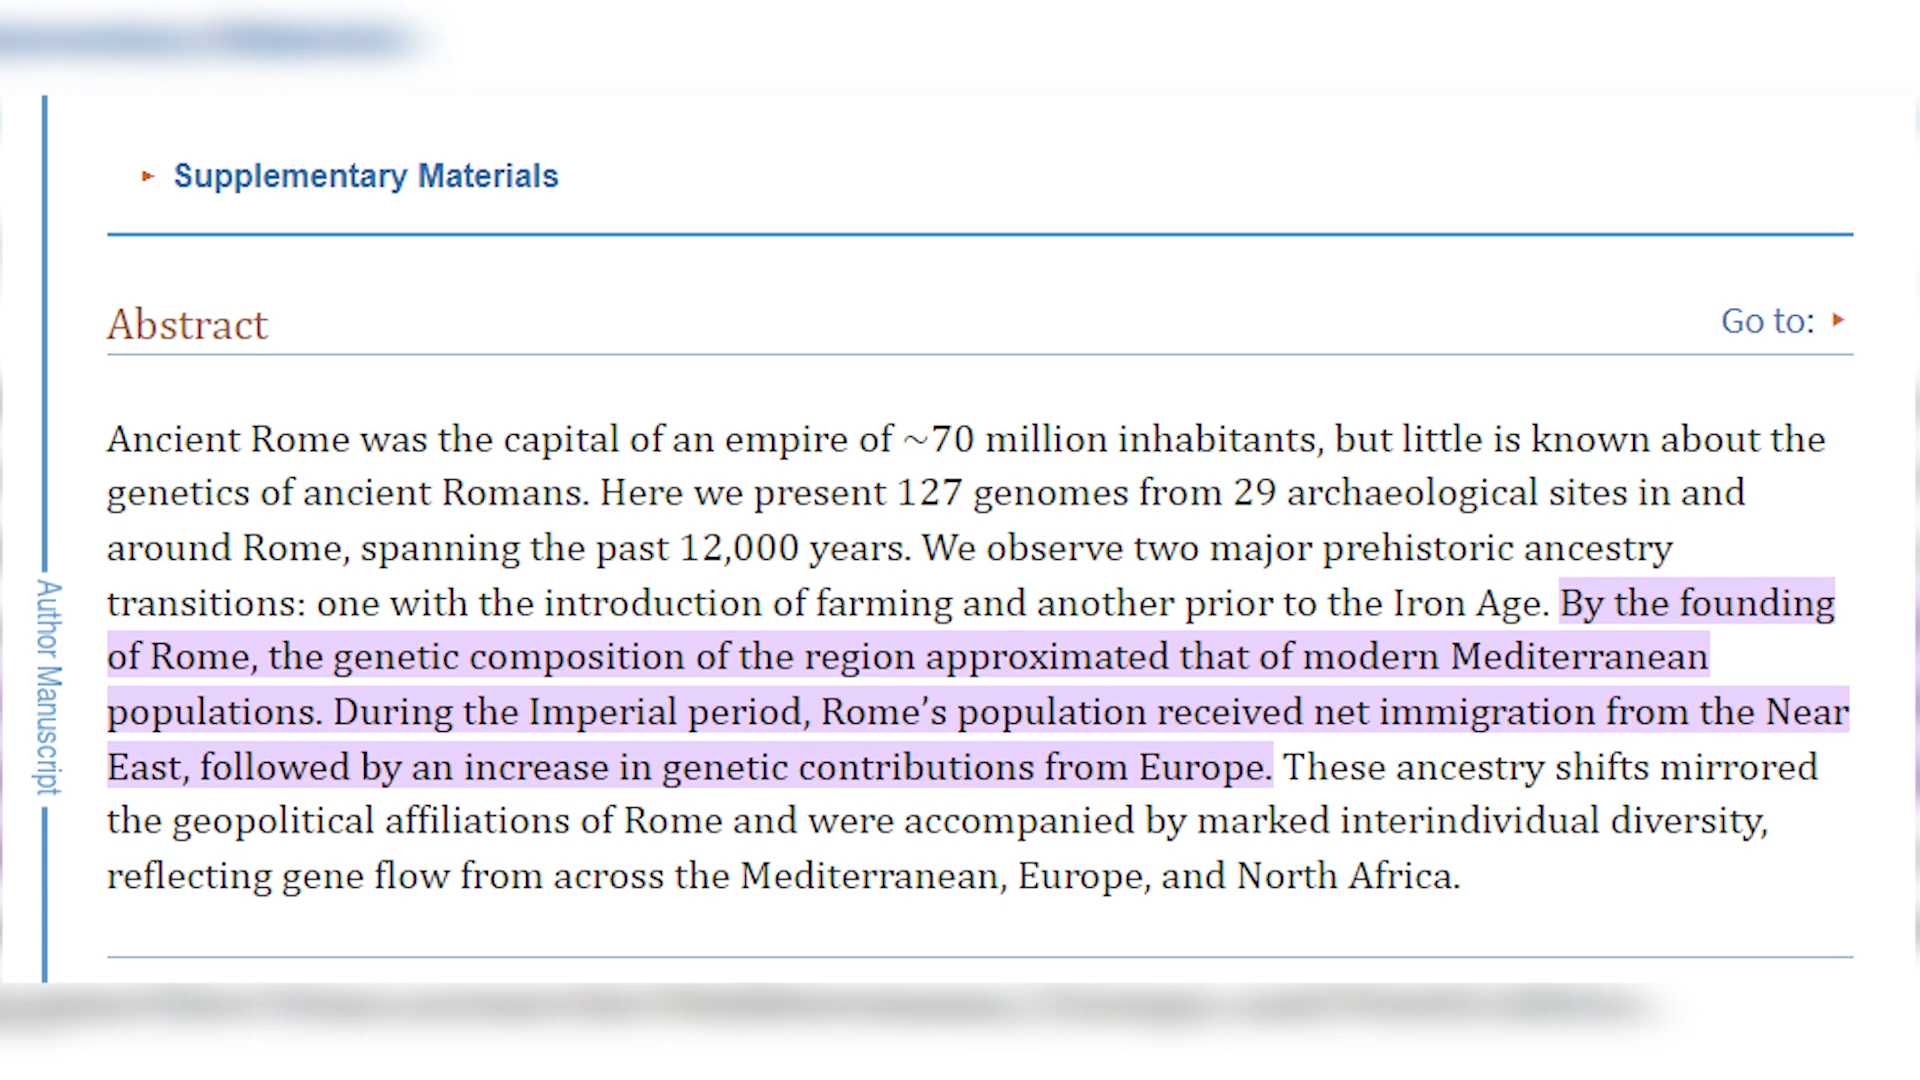 Supplementary Materials
Abstract
Go to:
Ancient Rome was the capital of an empire of ~70 million inhabitants, but little is known about the
genetics of ancient Romans. Here we present 127 genomes from 29 archaeological sites in and
around Rome, spanning the past 12,000 years. We observe two major prehistoric ancestry
transitions: one with the introduction of farming and another prior to the Iron Age. By the founding
of Rome, the genetic composition of the region approximated that of modern Mediterranean
populations. During the Imperial period, Rome’s population received net immigration from the Near
East, followed by an increase in genetic contributions from Europe. These ancestry shifts mirrored
the geopolitical affiliations of Rome and were accompanied by marked interindividual diversity,
reflecting gene flow from across the Mediterranean, Europe, and North Africa.
Author Manuscript